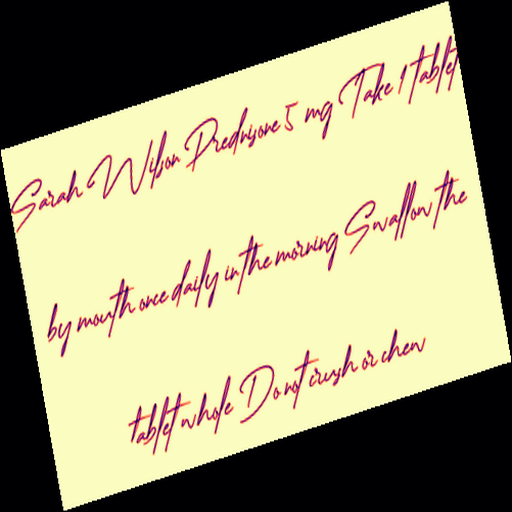 Sarah Wilson Prednisone 5 mg Take 1 tablet
by mouth once daily in the morning Swallow the
tablet whole Do not crush or chew